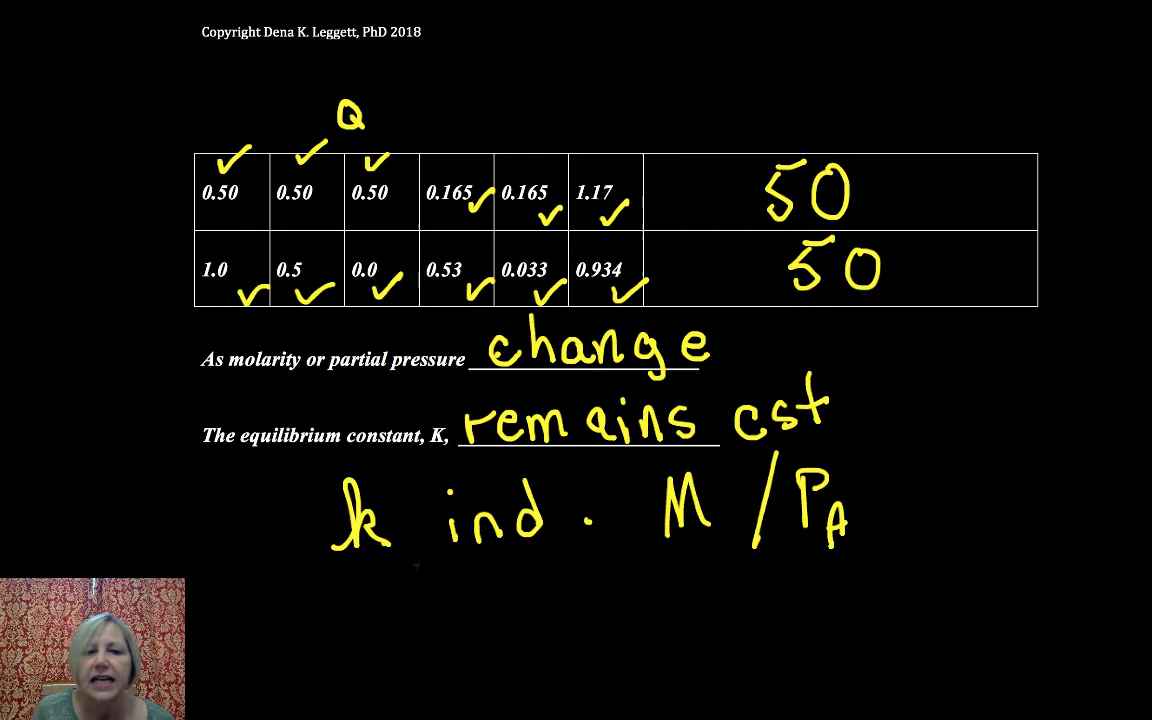 Copyright Dena K. Leggett, PhD 2018
Q
0.50 0.50 0.50 0.165 0.165 1.17 50
1.0 0.5 0.0 0.53 0.033 0.934 50
As molarity or partial pressure change
The equilibrium constant, K, remains cst
k ind. M/PA